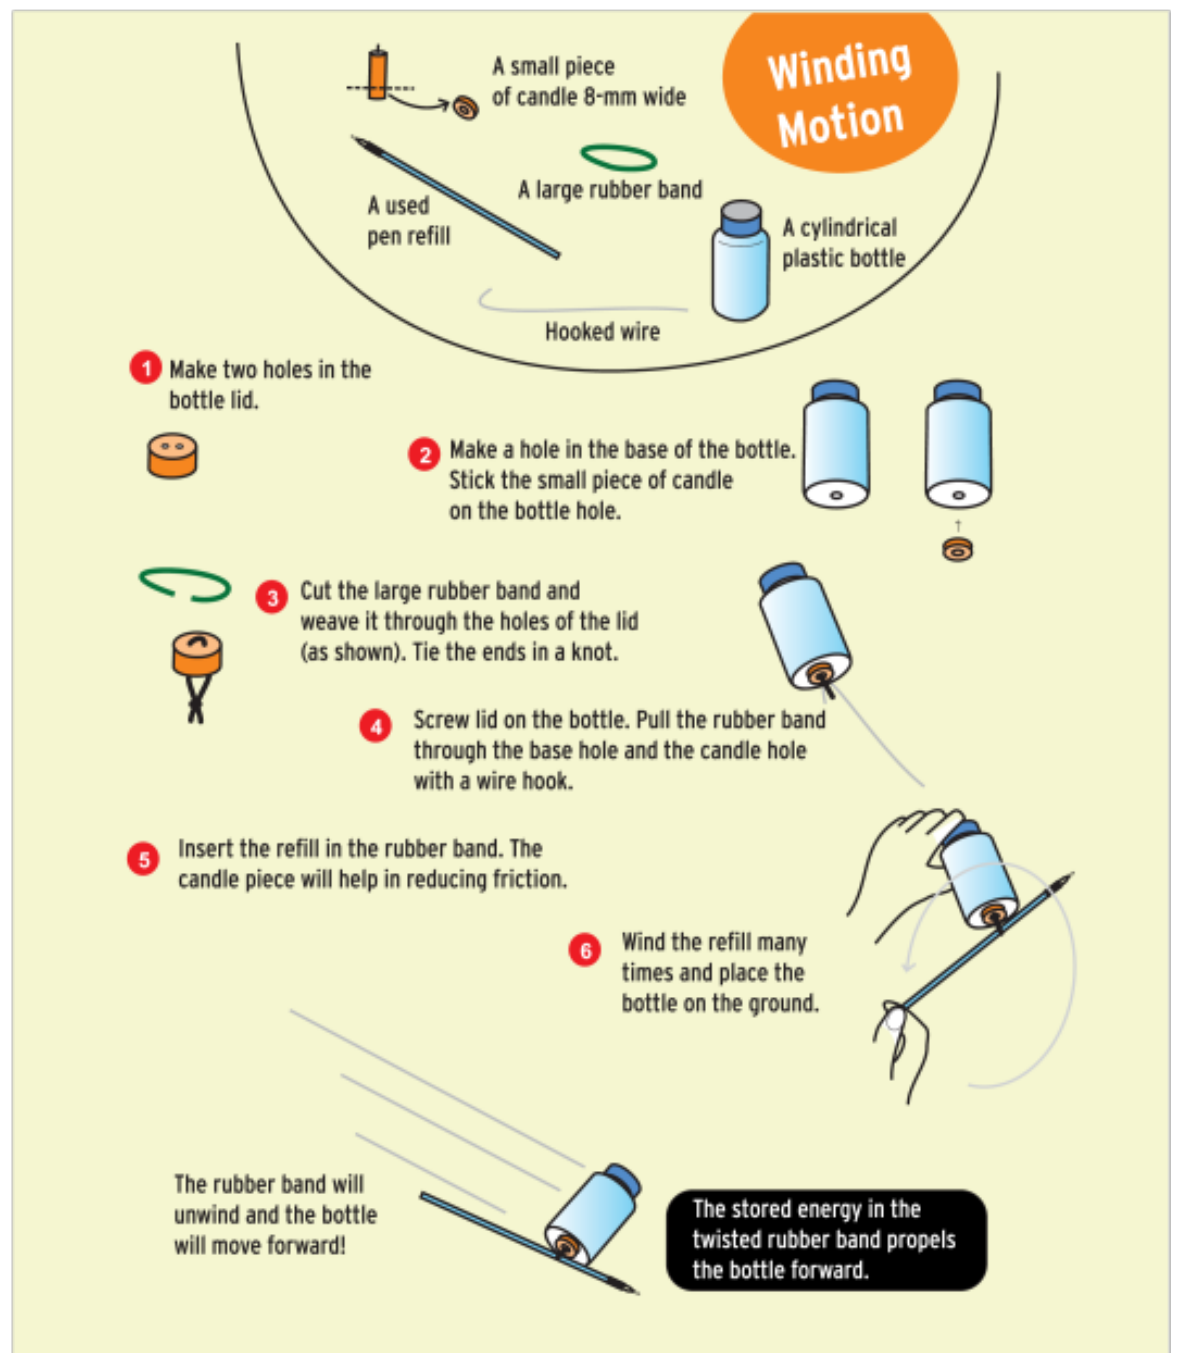 Winding
Motion
A small piece
of candle 8-mm wide
A large rubber band
A used
pen refill
A cylindrical
plastic bottle
Hooked wire
1 Make two holes in the
bottle lid.
2 Make a hole in the base of the bottle.
Stick the small piece of candle
on the bottle hole.
3 Cut the large rubber band and
weave it through the holes of the lid
(as shown). Tie the ends in a knot.
4 Screw lid on the bottle. Pull the rubber band
through the base hole and the candle hole
with a wire hook.
5 Insert the refill in the rubber band. The
candle piece will help in reducing friction.
6 Wind the refill many
times and place the
bottle on the ground.
The rubber band will
unwind and the bottle
will move forward!
The stored energy in the
twisted rubber band propels
the bottle forward.